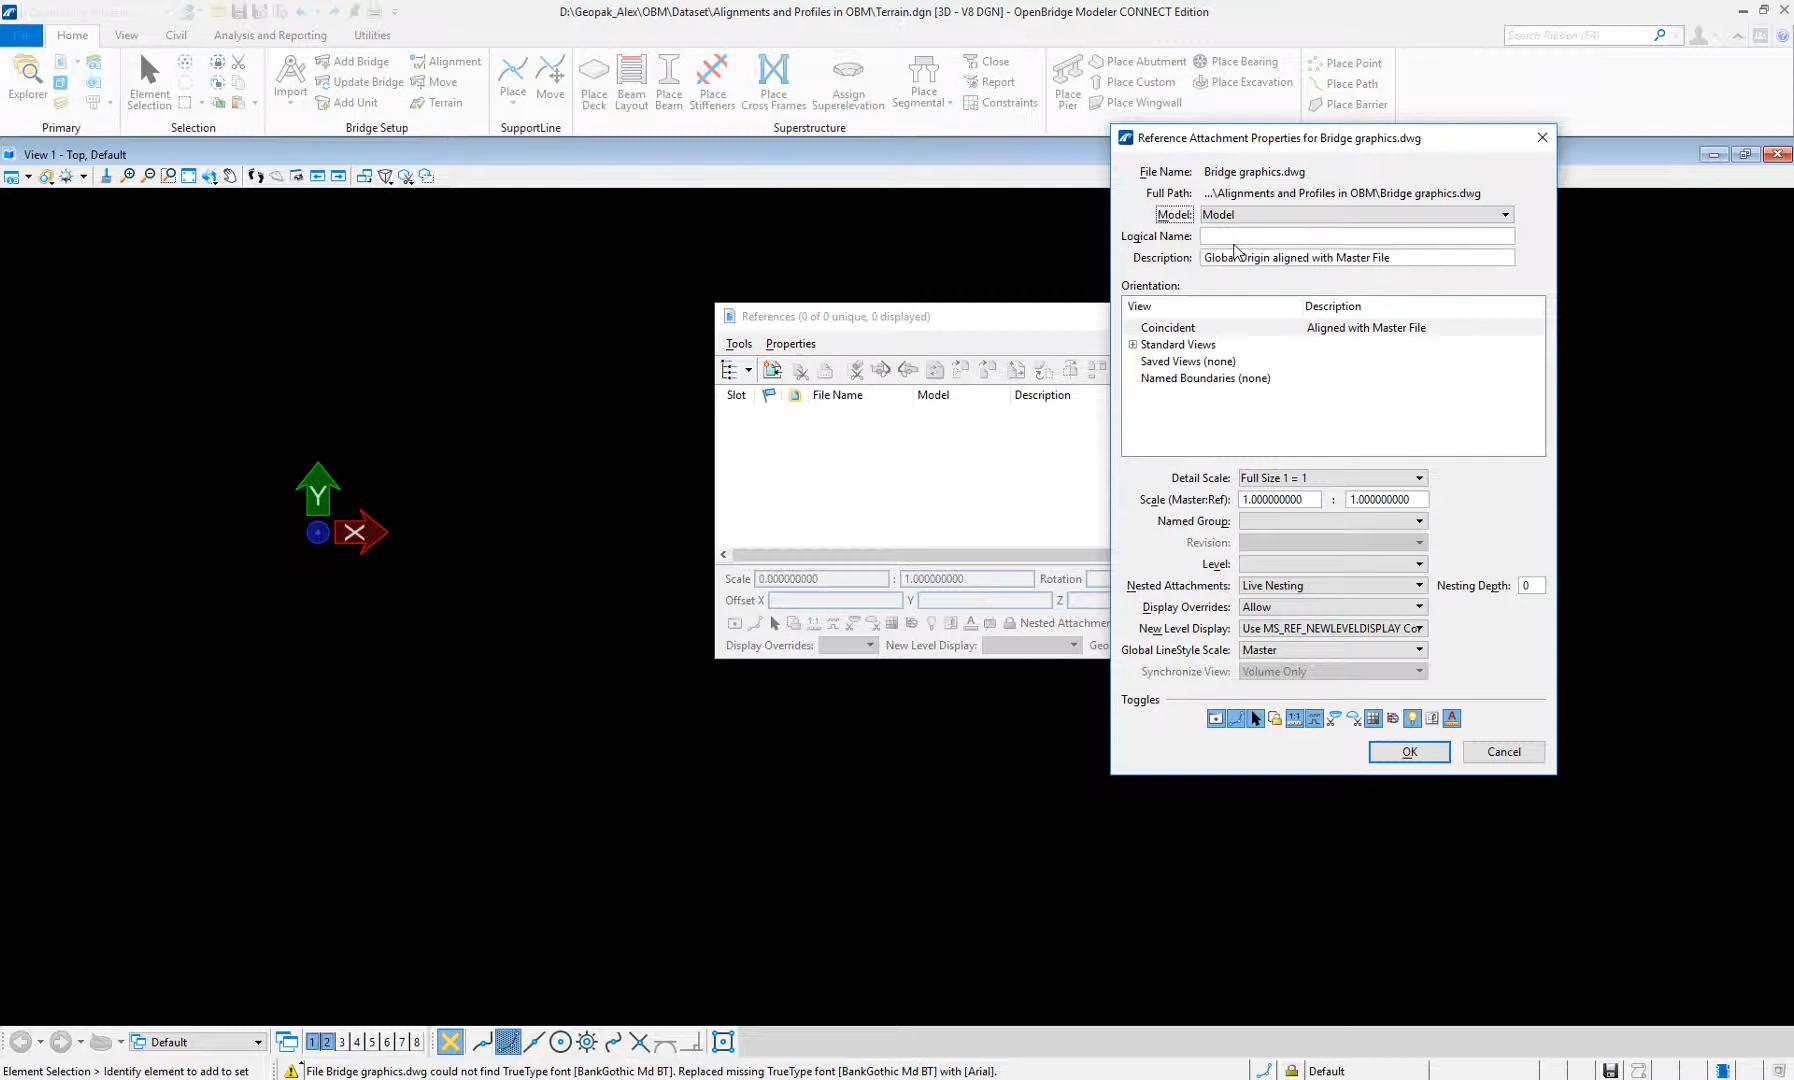 D:\Geopak_Alex\OBM\Dataset\Alignments and Profiles in OBM\Terrain.dgn [3D - V8 DGN] - OpenBridge Modeler CONNECT Edition
File Home View Civil Analysis and Reporting Utilities Search Ribbon (F4)
Explorer
Primary
Element Selection
Selection
Import
Add Bridge
Update Bridge
Add Unit
Alignment
Move
Terrain
Bridge Setup
Place
Move
SupportLine
Place Deck
Beam Layout
Place Beam
Place Stiffeners
Place Cross Frames
Assign Superelevation
Place Segmental
Close
Report
Constraints
Superstructure
Place Pier
Place Abutment
Place Custom
Place Wingwall
Place Bearing
Place Excavation
Place Point
Place Path
Place Barrier
View 1 - Top, Default
Y
X
References (0 of 0 unique, 0 displayed)
Tools Properties
Slot File Name Model Description
Scale 0.000000000 : 1.000000000 Rotation
Offset X Y Z
Nested Attachmer
Display Overrides: New Level Display: Geo
Reference Attachment Properties for Bridge graphics.dwg
File Name: Bridge graphics.dwg
Full Path: ...\Alignments and Profiles in OBM\Bridge graphics.dwg
Model: Model
Logical Name:
Description: Global Origin aligned with Master File
Orientation:
View Description
Coincident Aligned with Master File
Standard Views
Saved Views (none)
Named Boundaries (none)
Detail Scale: Full Size 1 = 1
Scale (Master:Ref): 1.000000000 : 1.000000000
Named Group:
Revision:
Level:
Nested Attachments: Live Nesting Nesting Depth: 0
Display Overrides: Allow
New Level Display: Use MS_REF_NEWLEVELDISPLAY Cor
Global LineStyle Scale: Master
Synchronize View: Volume Only
Toggles
1:1
A
OK Cancel
Default 1 2 3 4 5 6 7 8
Element Selection > Identify element to add to set File Bridge graphics.dwg could not find TrueType font [BankGothic Md BT]. Replaced missing TrueType font [BankGothic Md BT] with [Arial]. Default